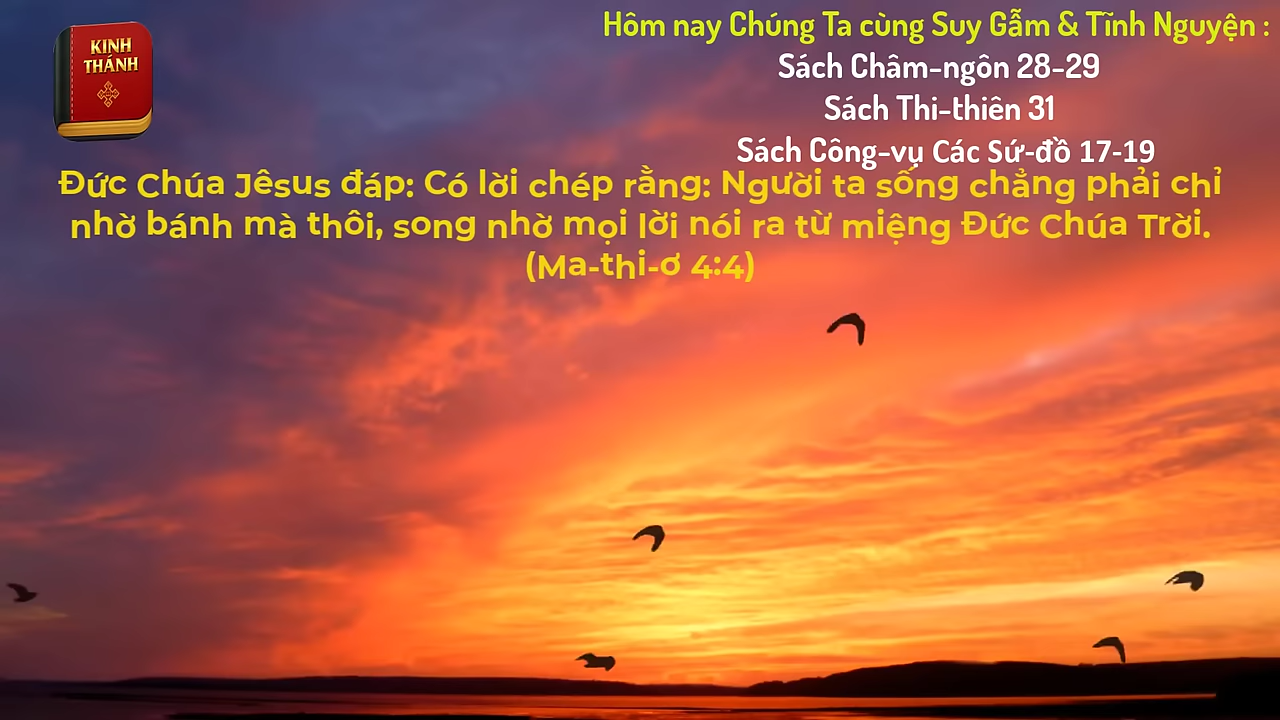 KINH
THÁNH
Hôm nay Chúng Ta cùng Suy Gẫm & Tĩnh Nguyện :
Sách Châm-ngôn 28-29
Sách Thi-thiên 31
Sách Công-vụ Các Sứ-đồ 17-19
Đức Chúa Jêsus đáp: Có lời chép rằng: Người ta sống chẳng phải chỉ
nhờ bánh mà thôi, song nhờ mọi lời nói ra từ miệng Đức Chúa Trời.
(Ma-thi-ơ 4:4)